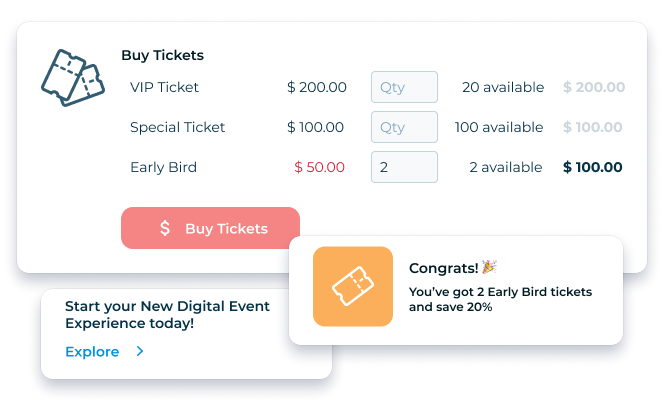 Buy Tickets
VIP Ticket $ 200.00 Qty 20 available $ 200.00
Special Ticket $ 100.00 Qty 100 available $ 100.00
Early Bird $ 50.00 2 2 available $ 100.00
$ Buy Tickets
Congrats! 🎉
You’ve got 2 Early Bird tickets
and save 20%
Start your New Digital Event
Experience today!
Explore >